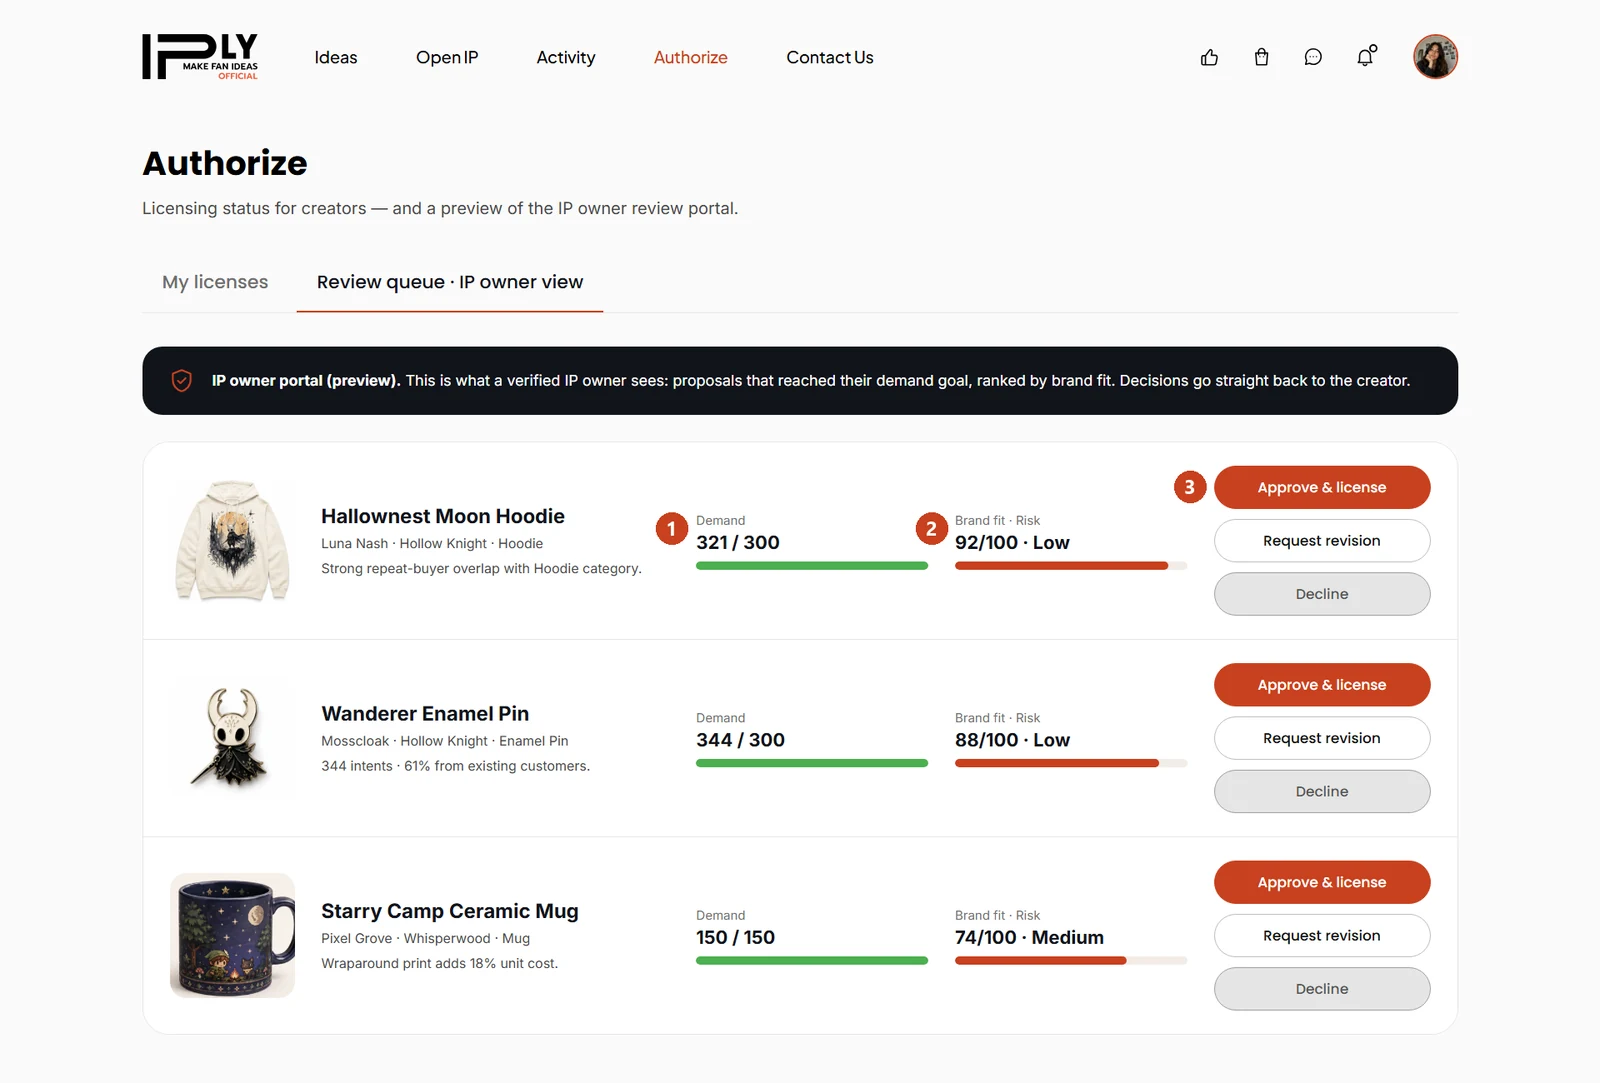 IPLY
MAKE FAN IDEAS
OFFICIAL
Ideas
Open IP
Activity
Authorize
Contact Us
Authorize
Licensing status for creators — and a preview of the IP owner review portal.
My licenses
Review queue · IP owner view
IP owner portal (preview). This is what a verified IP owner sees: proposals that reached their demand goal, ranked by brand fit. Decisions go straight back to the creator.
Hallownest Moon Hoodie
Luna Nash · Hollow Knight · Hoodie
Strong repeat-buyer overlap with Hoodie category.
1
Demand
321 / 300
2
Brand fit · Risk
92/100 · Low
3
Approve & license
Request revision
Decline
Wanderer Enamel Pin
Mosscloak · Hollow Knight · Enamel Pin
344 intents · 61% from existing customers.
Demand
344 / 300
Brand fit · Risk
88/100 · Low
Approve & license
Request revision
Decline
Starry Camp Ceramic Mug
Pixel Grove · Whisperwood · Mug
Wraparound print adds 18% unit cost.
Demand
150 / 150
Brand fit · Risk
74/100 · Medium
Approve & license
Request revision
Decline